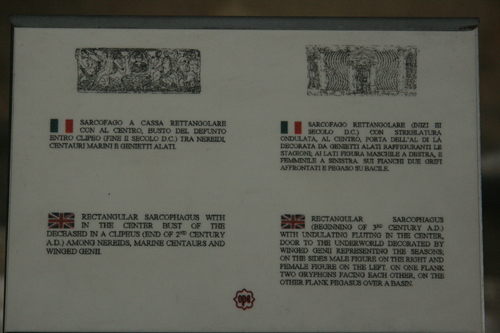 SARCOFAGO A CASSA RETTANGOLARE
CON AL CENTRO, BUSTO DEL DEFUNTO
ENTRO CLIPEO (FINE II SECOLO D.C.) TRA NEREIDI,
CENTAURI MARINI E GENIETTI ALATI.
SARCOFAGO RETTANGOLARE (INIZI III
SECOLO D.C.) CON STRIGILATURA
ONDULATA, AL CENTRO, PORTA DELL'AL DI LÀ
DECORATA DA GENIETTI ALATI RAFFIGURANTI LE
STAGIONI; AI LATI FIGURA MASCHILE A DESTRA, E
FEMMINILE A SINISTRA. SUI FIANCHI DUE GRIFI
AFFRONTATI E PEGASO SU BACILE.
RECTANGULAR SARCOPHAGUS WITH
IN THE CENTER BUST OF THE
DECEASED IN A CLIPEUS (END OF 2ND CENTURY
A.D.) AMONG NEREIDS, MARINE CENTAURS AND
WINGED GENII.
RECTANGULAR SARCOPHAGUS
(BEGINNING OF 3RD CENTURY A.D.)
WITH UNDULATING FLUTING IN THE CENTER,
DOOR TO THE UNDERWORLD DECORATED BY
WINGED GENII REPRESENTING THE SEASONS;
ON THE SIDES MALE FIGURE ON THE RIGHT AND
FEMALE FIGURE ON THE LEFT. ON ONE FLANK
TWO GRYPHONS FACING EACH OTHER, ON THE
OTHER FLANK PEGASUS OVER A BASIN.